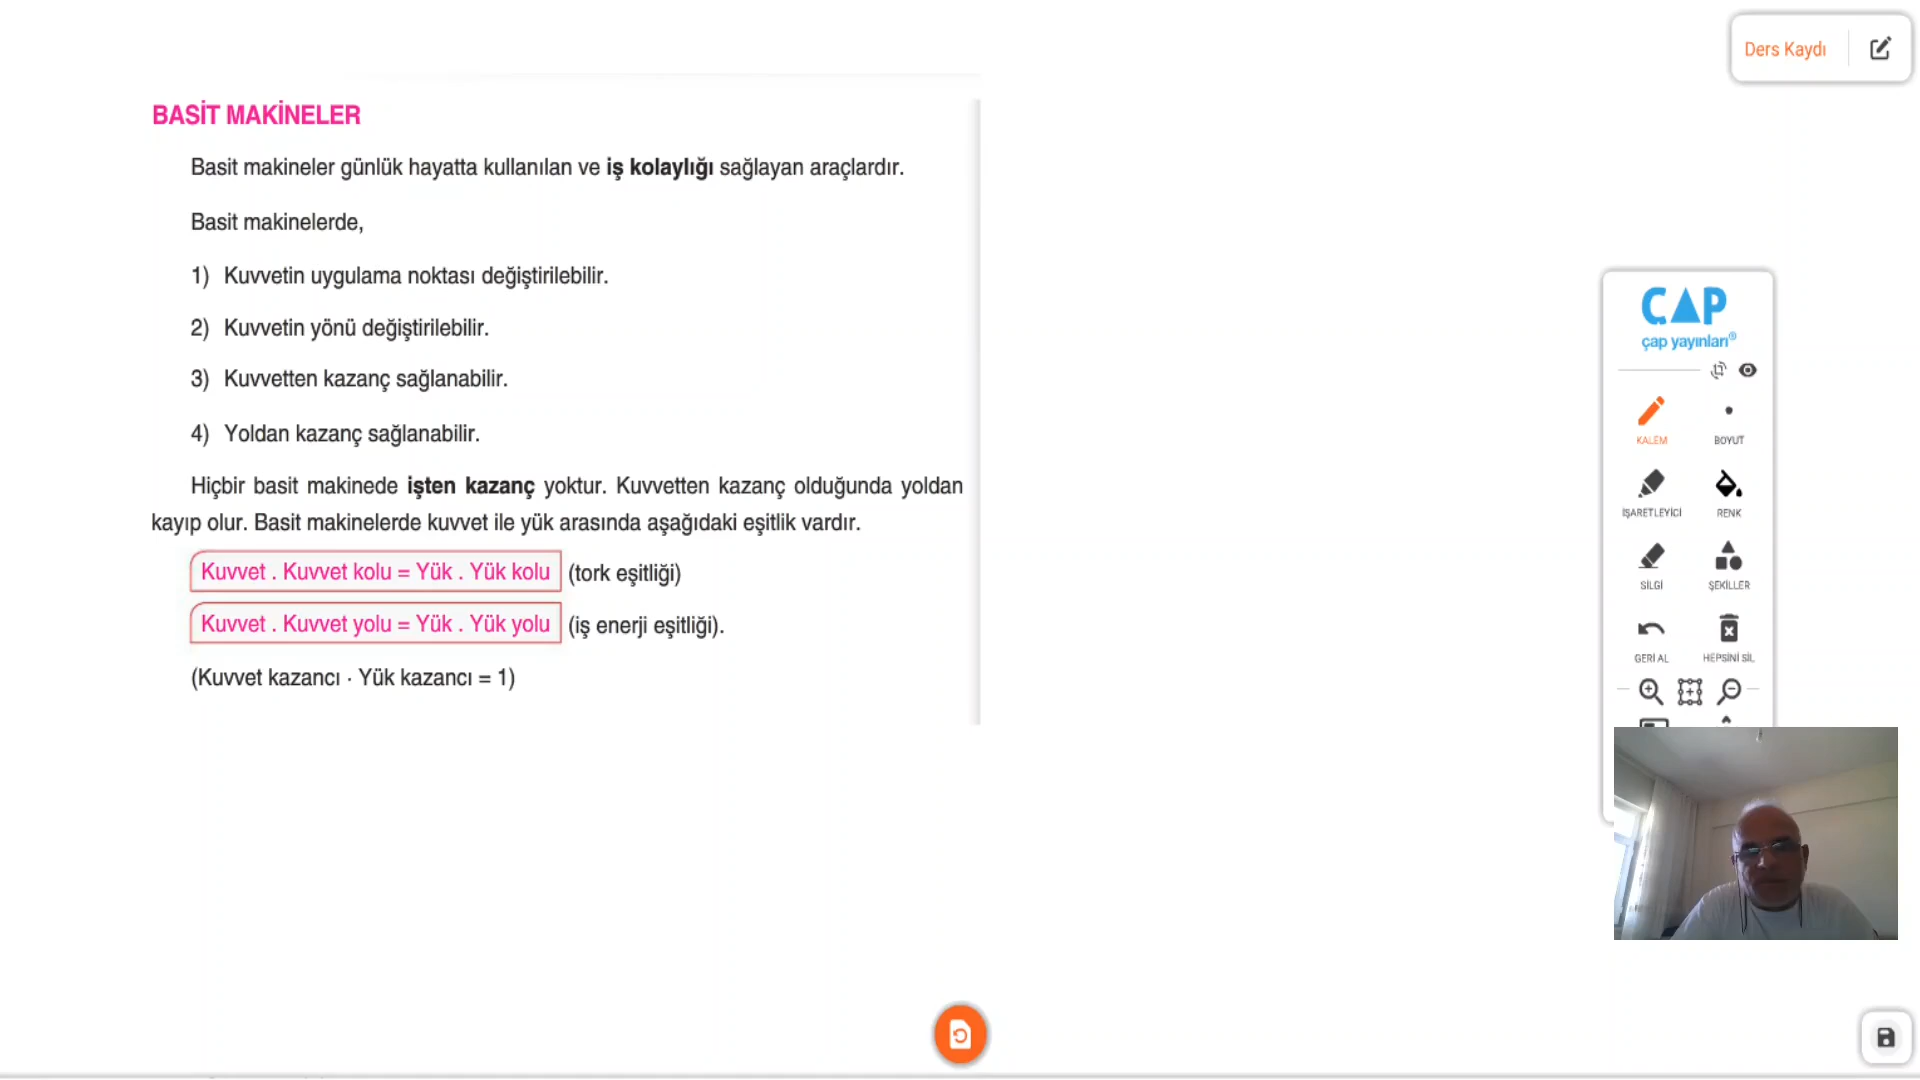 Ders Kaydı
BASİT MAKİNELER
Basit makineler günlük hayatta kullanılan ve iş kolaylığı sağlayan araçlardır.
Basit makinelerde,
1) Kuvvetin uygulama noktası değiştirilebilir.
2) Kuvvetin yönü değiştirilebilir.
3) Kuvvetten kazanç sağlanabilir.
4) Yoldan kazanç sağlanabilir.
Hiçbir basit makinede işten kazanç yoktur. Kuvvetten kazanç olduğunda yoldan
kayıp olur. Basit makinelerde kuvvet ile yük arasında aşağıdaki eşitlik vardır.
Kuvvet . Kuvvet kolu = Yük . Yük kolu (tork eşitliği)
Kuvvet . Kuvvet yolu = Yük . Yük yolu (iş enerji eşitliği).
(Kuvvet kazancı · Yük kazancı = 1)
ÇAP
çap yayınları®
KALEM BOYUT
İŞARETLEYİCİ RENK
SİLGİ ŞEKİLLER
GERİ AL HEPSİNİ SİL